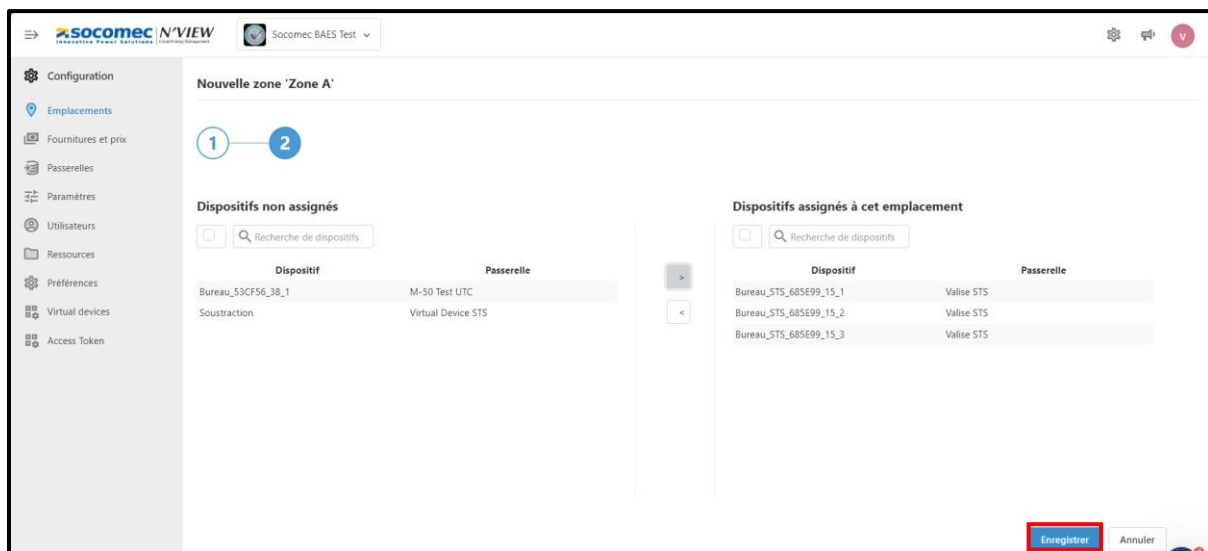 socomec N'VIEW
Innovative Power Solutions
Socomec BAES Test
V
Configuration
Emplacements
Fournitures et prix
Passerelles
Paramètres
Utilisateurs
Ressources
Préférences
Virtual devices
Access Token
Nouvelle zone 'Zone A'
1 2
Dispositifs non assignés
Recherche de dispositifs
Dispositif Passerelle
Bureau_53CF56_38_1 M-50 Test UTC
Soustraction Virtual Device STS
>
<
Dispositifs assignés à cet emplacement
Recherche de dispositifs
Dispositif Passerelle
Bureau_STS_685E99_15_1 Valise STS
Bureau_STS_685E99_15_2 Valise STS
Bureau_STS_685E99_15_3 Valise STS
Enregistrer Annuler